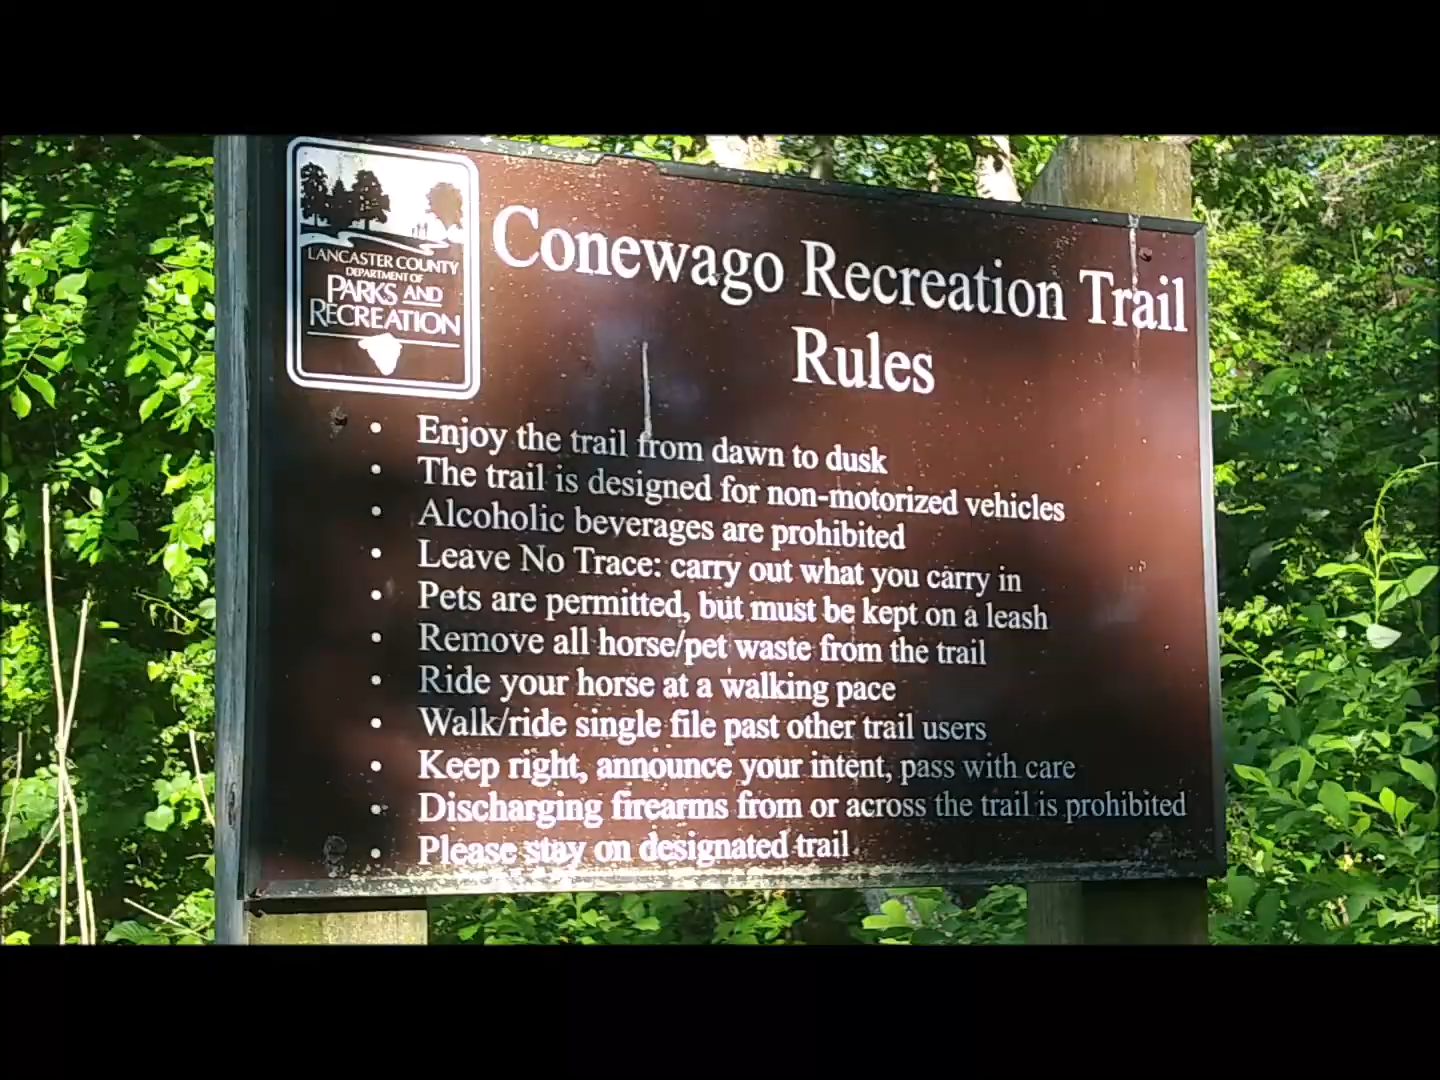 LANCASTER COUNTY
DEPARTMENT OF
PARKS AND
RECREATION
Conewago Recreation Trail
Rules
• Enjoy the trail from dawn to dusk
• The trail is designed for non-motorized vehicles
• Alcoholic beverages are prohibited
• Leave No Trace: carry out what you carry in
• Pets are permitted, but must be kept on a leash
• Remove all horse/pet waste from the trail
• Ride your horse at a walking pace
• Walk/ride single file past other trail users
• Keep right, announce your intent, pass with care
• Discharging firearms from or across the trail is prohibited
• Please stay on designated trail